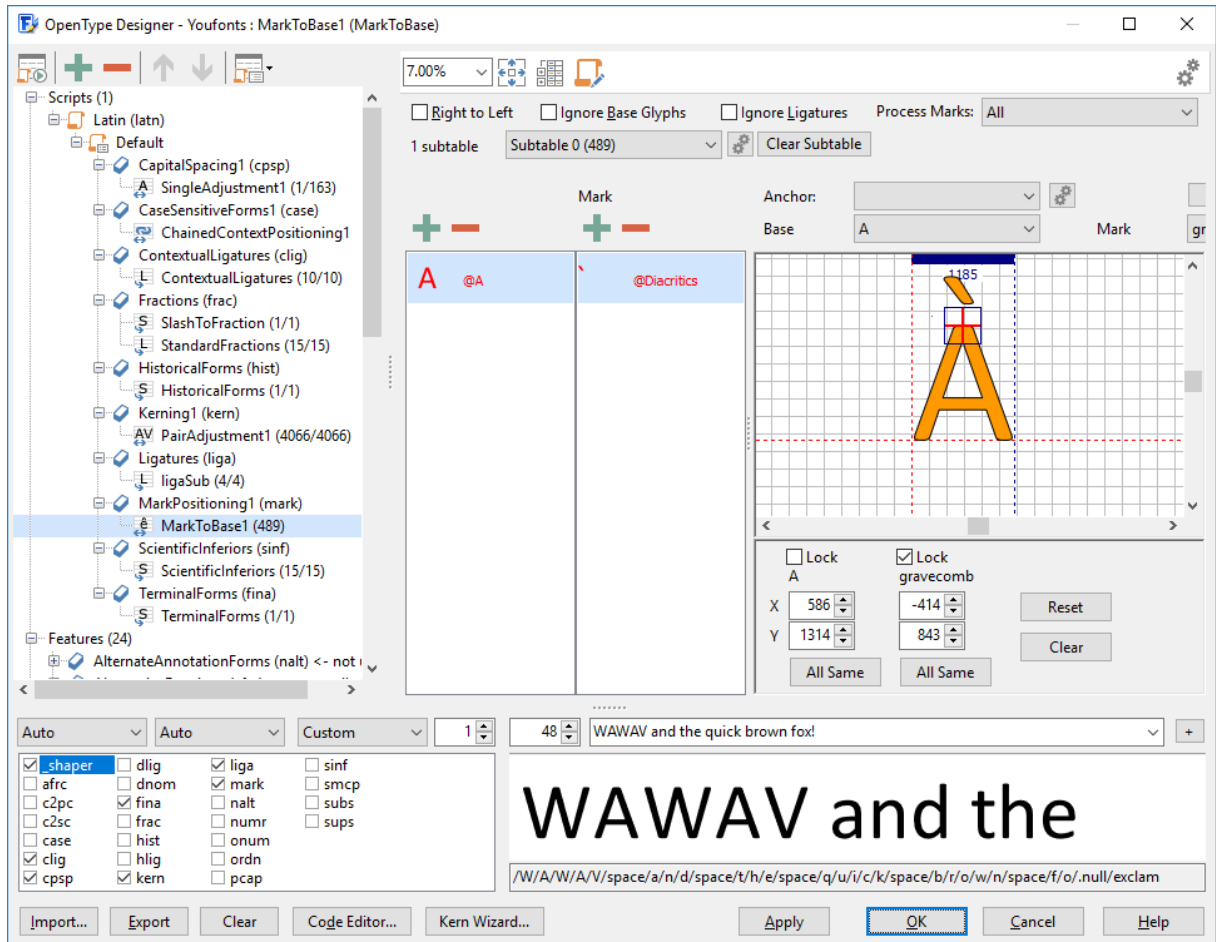 OpenType Designer - Youfonts : MarkToBase1 (MarkToBase)
7.00%
Scripts (1)
Latin (latn)
Default
CapitalSpacing1 (cpsp)
SingleAdjustment1 (1/163)
CaseSensitiveForms1 (case)
ChainedContextPositioning1
ContextualLigatures (clig)
ContextualLigatures (10/10)
Fractions (frac)
SlashToFraction (1/1)
StandardFractions (15/15)
HistoricalForms (hist)
HistoricalForms (1/1)
Kerning1 (kern)
PairAdjustment1 (4066/4066)
Ligatures (liga)
ligaSub (4/4)
MarkPositioning1 (mark)
MarkToBase1 (489)
ScientificInferiors (sinf)
ScientificInferiors (15/15)
TerminalForms (fina)
TerminalForms (1/1)
Features (24)
AlternateAnnotationForms (nalt) <- not
Right to Left Ignore Base Glyphs Ignore Ligatures Process Marks: All
1 subtable Subtable 0 (489) Clear Subtable
Mark Anchor:
Base A Mark gr
A @A ` @Diacritics
1185
À
Lock Lock
A gravecomb
X 586 -414 Reset
Y 1314 843 Clear
All Same All Same
Auto Auto Custom 1 48 WAWAV and the quick brown fox! +
_shaper dlig liga sinf
afrc dnom mark smcp
c2pc fina nalt subs
c2sc frac numr sups
case hist onum
clig hlig ordn
cpsp kern pcap
WAWAV and the
/W/A/W/A/V/space/a/n/d/space/t/h/e/space/q/u/i/c/k/space/b/r/o/w/n/space/f/o/.null/exclam
Import... Export Clear Code Editor... Kern Wizard... Apply OK Cancel Help